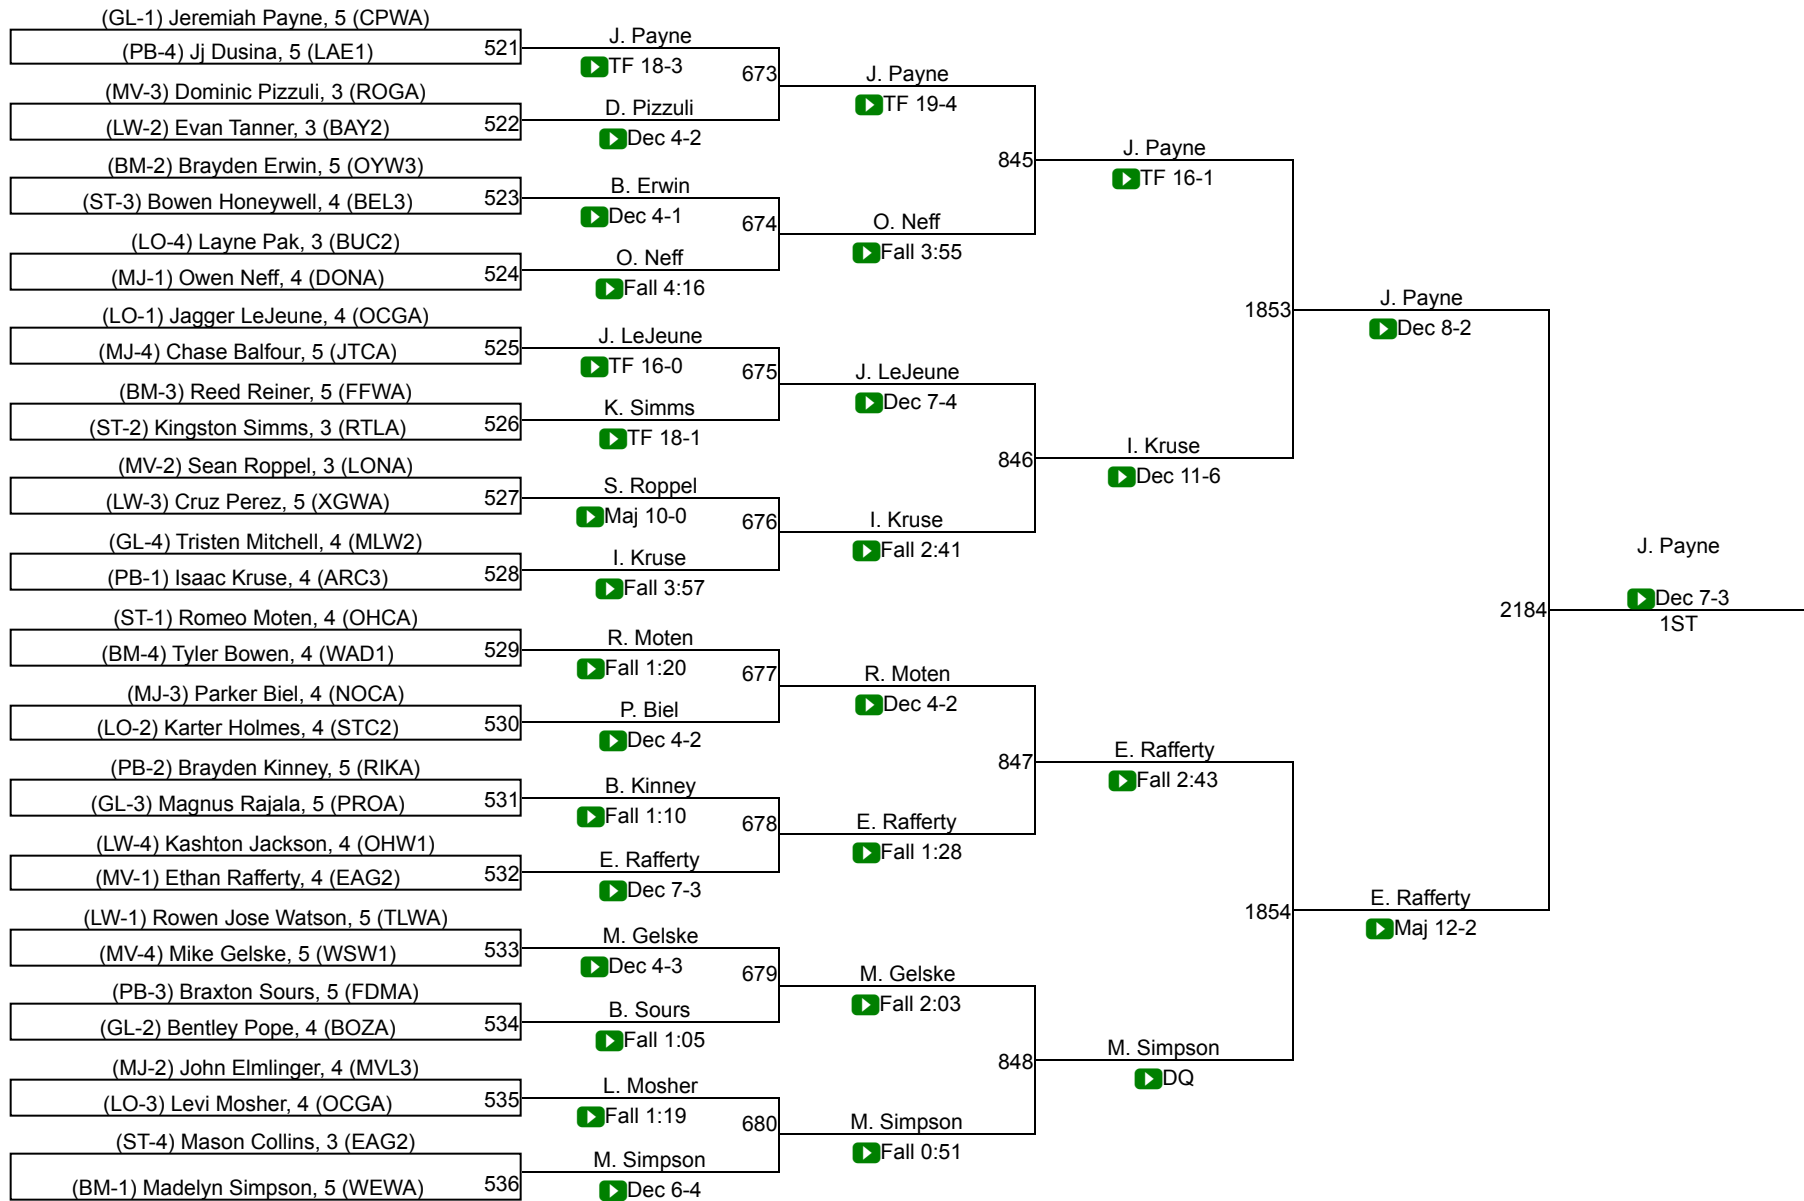 (GL-1) Jeremiah Payne, 5 (CPWA)
(PB-4) Jj Dusina, 5 (LAE1)
521
(MV-3) Dominic Pizzuli, 3 (ROGA)
(LW-2) Evan Tanner, 3 (BAY2)
522
(BM-2) Brayden Erwin, 5 (OYW3)
(ST-3) Bowen Honeywell, 4 (BEL3)
523
(LO-4) Layne Pak, 3 (BUC2)
(MJ-1) Owen Neff, 4 (DONA)
524
(LO-1) Jagger LeJeune, 4 (OCGA)
(MJ-4) Chase Balfour, 5 (JTCA)
525
(BM-3) Reed Reiner, 5 (FFWA)
(ST-2) Kingston Simms, 3 (RTLA)
526
(MV-2) Sean Roppel, 3 (LONA)
(LW-3) Cruz Perez, 5 (XGWA)
527
(GL-4) Tristen Mitchell, 4 (MLW2)
(PB-1) Isaac Kruse, 4 (ARC3)
528
(ST-1) Romeo Moten, 4 (OHCA)
(BM-4) Tyler Bowen, 4 (WAD1)
529
(MJ-3) Parker Biel, 4 (NOCA)
(LO-2) Karter Holmes, 4 (STC2)
530
(PB-2) Brayden Kinney, 5 (RIKA)
(GL-3) Magnus Rajala, 5 (PROA)
531
(LW-4) Kashton Jackson, 4 (OHW1)
(MV-1) Ethan Rafferty, 4 (EAG2)
532
(LW-1) Rowen Jose Watson, 5 (TLWA)
(MV-4) Mike Gelske, 5 (WSW1)
533
(PB-3) Braxton Sours, 5 (FDMA)
(GL-2) Bentley Pope, 4 (BOZA)
534
(MJ-2) John Elmlinger, 4 (MVL3)
(LO-3) Levi Mosher, 4 (OCGA)
535
(ST-4) Mason Collins, 3 (EAG2)
(BM-1) Madelyn Simpson, 5 (WEWA)
536
J. Payne
TF 18-3
673
D. Pizzuli
Dec 4-2
B. Erwin
Dec 4-1
674
O. Neff
Fall 4:16
J. LeJeune
TF 16-0
675
K. Simms
TF 18-1
S. Roppel
Maj 10-0
676
I. Kruse
Fall 3:57
R. Moten
Fall 1:20
677
P. Biel
Dec 4-2
B. Kinney
Fall 1:10
678
E. Rafferty
Dec 7-3
M. Gelske
Dec 4-3
679
B. Sours
Fall 1:05
L. Mosher
Fall 1:19
680
M. Simpson
Dec 6-4
J. Payne
TF 19-4
845
O. Neff
Fall 3:55
J. LeJeune
Dec 7-4
846
I. Kruse
Fall 2:41
R. Moten
Dec 4-2
847
E. Rafferty
Fall 1:28
M. Gelske
Fall 2:03
848
M. Simpson
Fall 0:51
J. Payne
TF 16-1
1853
I. Kruse
Dec 11-6
E. Rafferty
Fall 2:43
1854
M. Simpson
DQ
J. Payne
Dec 8-2
2184
E. Rafferty
Maj 12-2
J. Payne
Dec 7-3
1ST